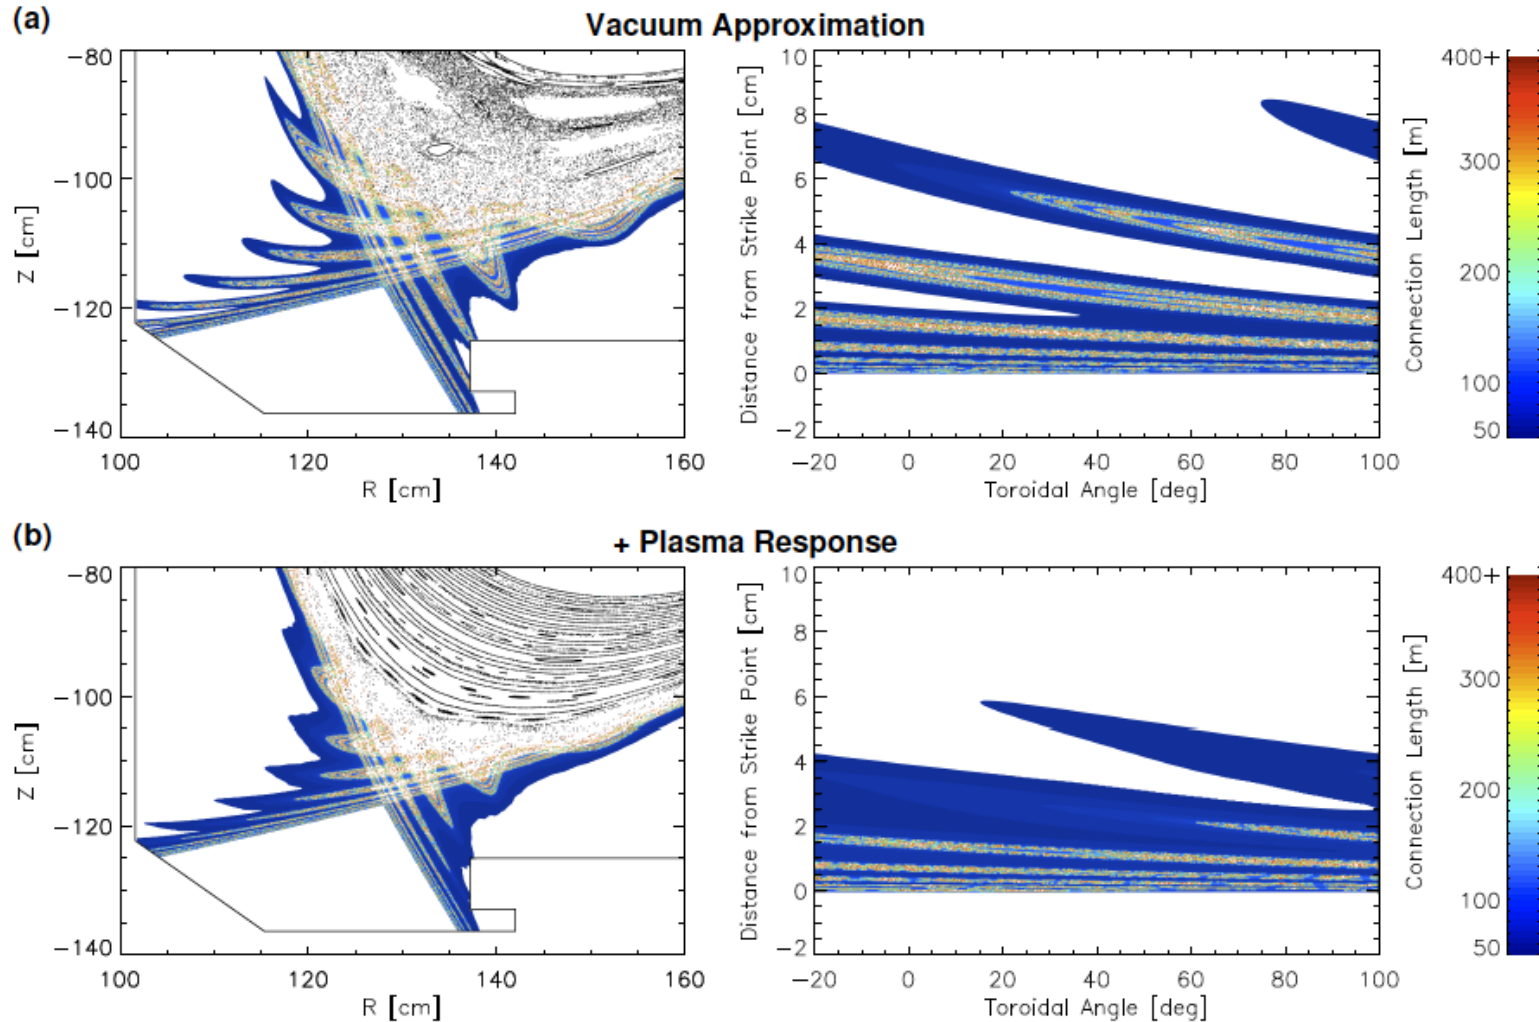 (a)
Vacuum Approximation
Z [cm]
−80
−100
−120
−140
100 120 140 160
R [cm]
Distance from Strike Point [cm]
10
8
6
4
2
0
−2
−20 0 20 40 60 80 100
Toroidal Angle [deg]
Connection Length [m]
400+
300
200
100
50
(b)
+ Plasma Response
Z [cm]
−80
−100
−120
−140
100 120 140 160
R [cm]
Distance from Strike Point [cm]
10
8
6
4
2
0
−2
−20 0 20 40 60 80 100
Toroidal Angle [deg]
Connection Length [m]
400+
300
200
100
50